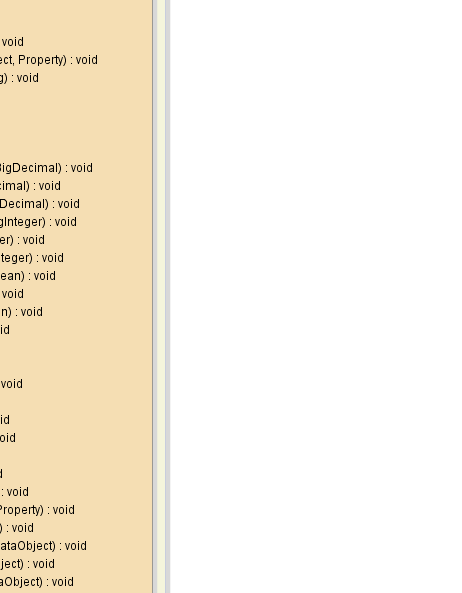 void
ect, Property) : void
g) : void
BigDecimal) : void
cimal) : void
Decimal) : void
gInteger) : void
er) : void
teger) : void
ean) : void
void
n) : void
id
void
id
oid
d
: void
Property) : void
) : void
ataObject) : void
ject) : void
aObject) : void